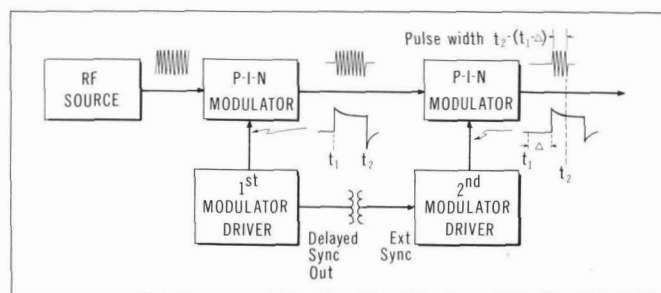 Pulse width t₂-(t₁-△)
RF
SOURCE
P-I-N
MODULATOR
P-I-N
MODULATOR
t₁
t₂
t₁
△
t₂
1st
MODULATOR
DRIVER
Delayed
Sync
Out
Ext
Sync
2nd
MODULATOR
DRIVER